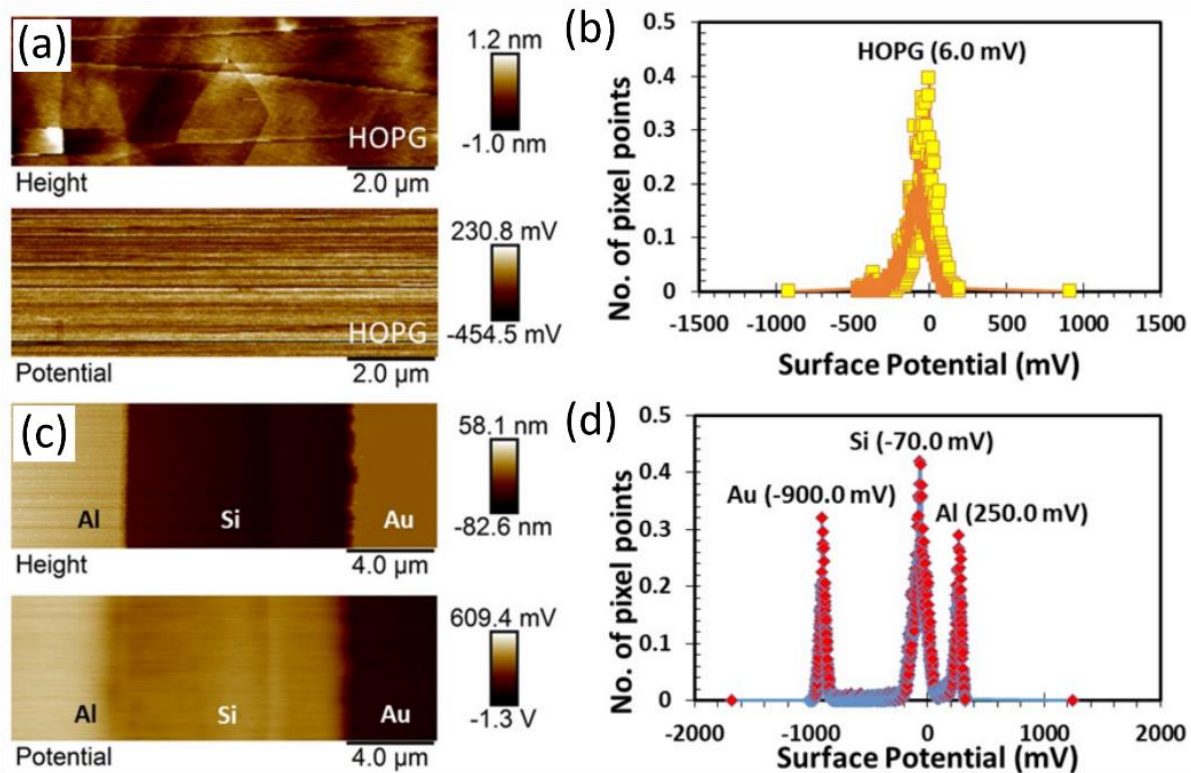 (a)
HOPG
Height
2.0 µm
1.2 nm
-1.0 nm
HOPG
Potential
2.0 µm
230.8 mV
-454.5 mV
(b)
HOPG (6.0 mV)
No. of pixel points
0.5
0.4
0.3
0.2
0.1
0
-1500 -1000 -500 0 500 1000 1500
Surface Potential (mV)
(c)
Al Si Au
Height
4.0 µm
58.1 nm
-82.6 nm
Al Si Au
Potential
4.0 µm
609.4 mV
-1.3 V
(d)
Si (-70.0 mV)
Au (-900.0 mV)
Al (250.0 mV)
No. of pixel points
0.5
0.4
0.3
0.2
0.1
0
-2000 -1000 0 1000 2000
Surface Potential (mV)